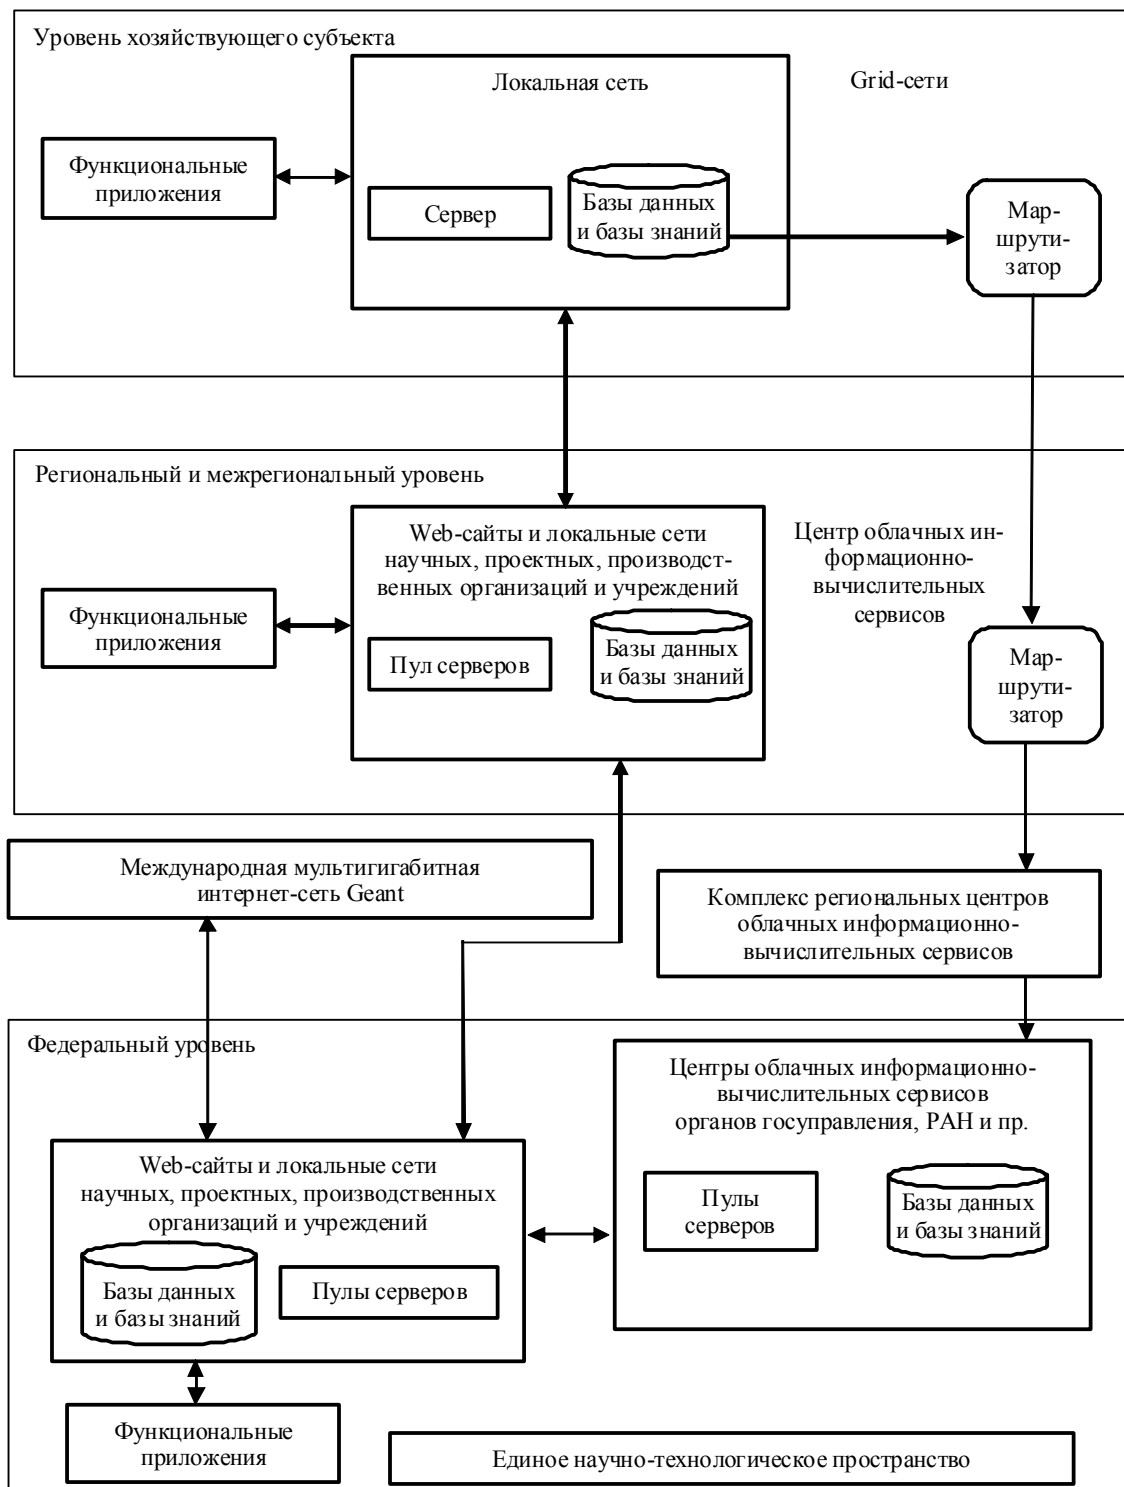 Уровень хозяйствующего субъекта
Локальная сеть
Grid-сети
Функциональные
приложения
Сервер
Базы данных
и базы знаний
Мар-
шрути-
затор
Региональный и межрегиональный уровень
Web-сайты и локальные сети
научных, проектных, производст-
венных организаций и учреждений
Центр облачных ин-
формационно-
вычислительных
сервисов
Функциональные
приложения
Пул серверов
Базы данных
и базы знаний
Мар-
шрути-
затор
Международная мультигигабитная
интернет-сеть Geant
Комплекс региональных центров
облачных информационно-
вычислительных сервисов
Федеральный уровень
Центры облачных информационно-
вычислительных сервисов
органов госуправления, РАН и пр.
Web-сайты и локальные сети
научных, проектных, производственных
организаций и учреждений
Пулы
серверов
Базы данных
и базы знаний
Базы данных
и базы знаний
Пулы серверов
Функциональные
приложения
Единое научно-технологическое пространство